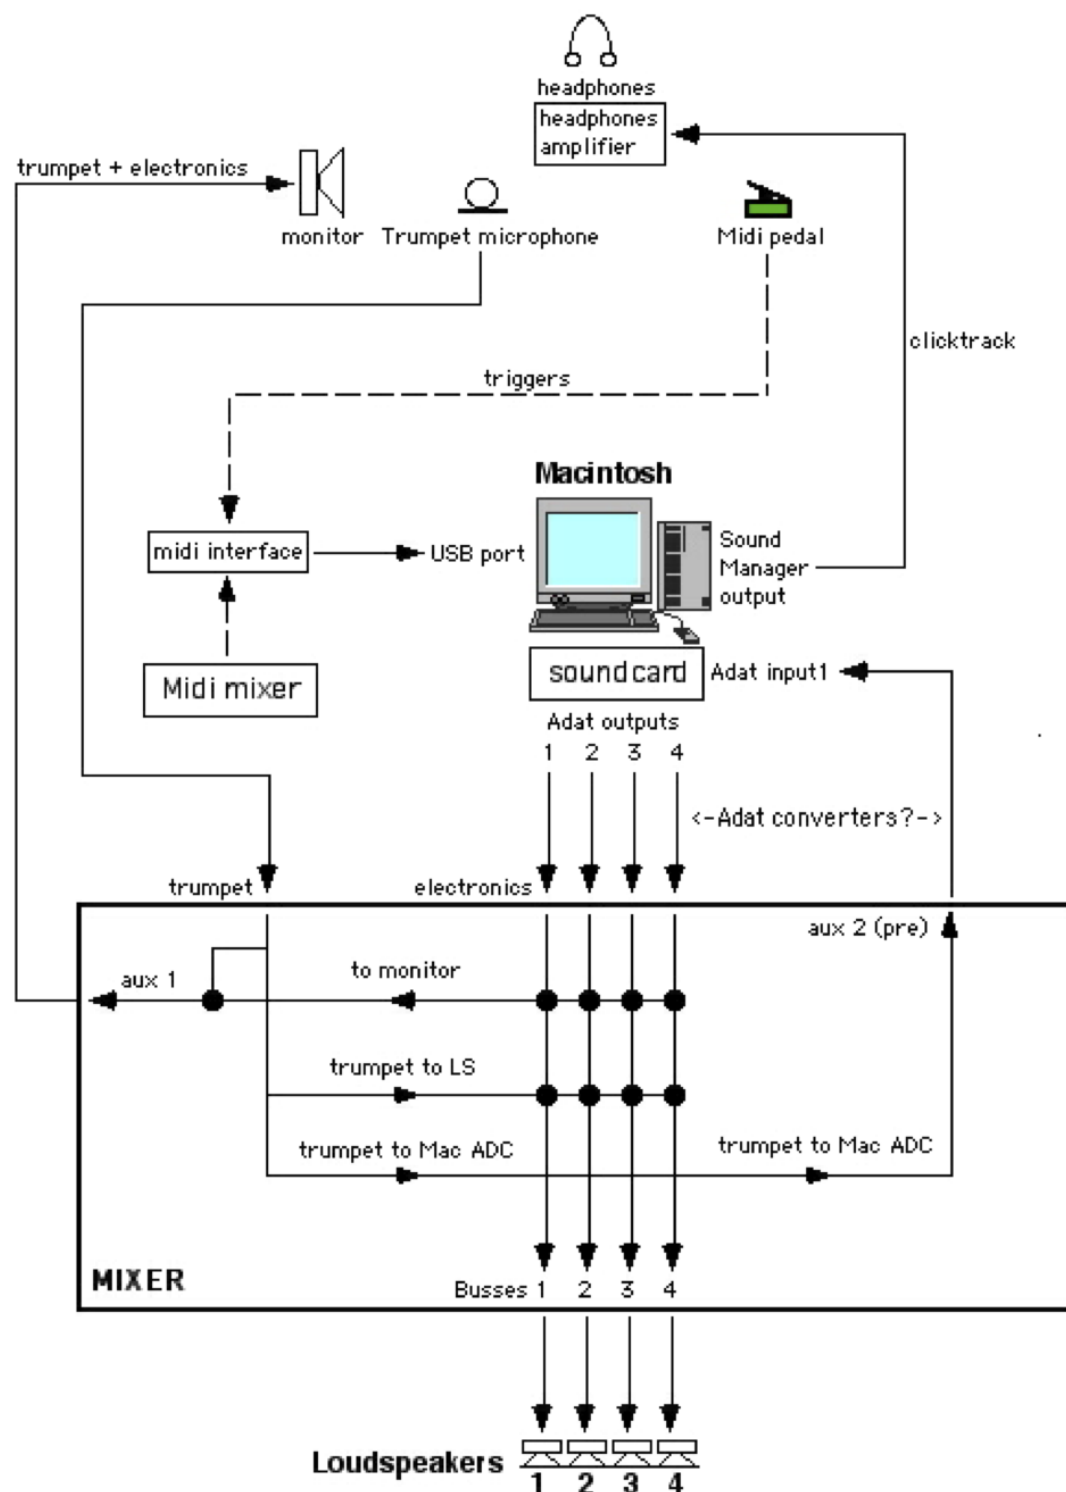 headphones
headphones
amplifier
trumpet + electronics
monitor
Trumpet microphone
Midi pedal
clicktrack
triggers
Macintosh
midi interface
USB port
Sound
Manager
output
Midi mixer
soundcard
Adat input1
Adat outputs
1 2 3 4
<-Adat converters?->
trumpet
electronics
aux 2 (pre)
aux 1
to monitor
trumpet to LS
trumpet to Mac ADC
trumpet to Mac ADC
MIXER
Busses 1 2 3 4
Loudspeakers
1 2 3 4